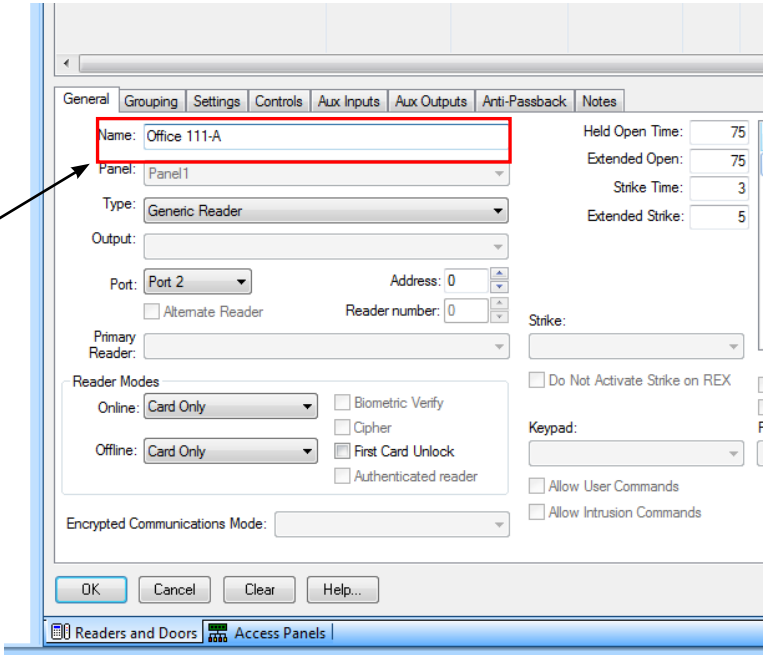 General Grouping Settings Controls Aux Inputs Aux Outputs Anti-Passback Notes
Name: Office 111-A
Held Open Time: 75
Panel: Panel1
Extended Open: 75
Type: Generic Reader
Strike Time: 3
Output:
Extended Strike: 5
Port: Port 2
Address: 0
Alternate Reader
Reader number: 0
Strike:
Primary
Reader:
Reader Modes
Do Not Activate Strike on REX
Online: Card Only
Biometric Verify
Cipher
Keypad:
Offline: Card Only
First Card Unlock
Authenticated reader
Allow User Commands
Allow Intrusion Commands
Encrypted Communications Mode:
OK Cancel Clear Help...
Readers and Doors Access Panels